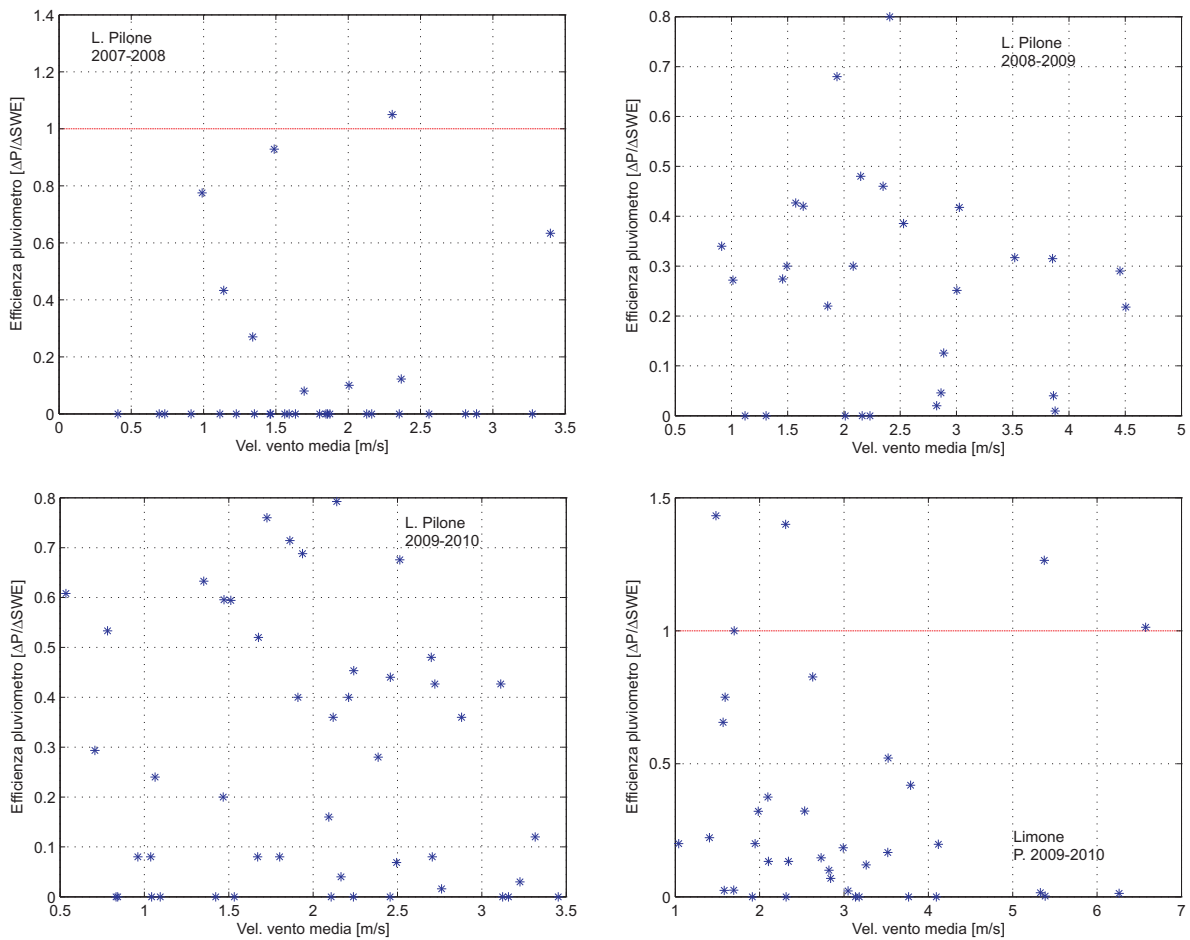 1.4
1.2
1
0.8
0.6
0.4
0.2
0
0 0.5 1 1.5 2 2.5 3 3.5
Vel. vento media [m/s]
Efficienza pluviometro [ΔP/ΔSWE]
L. Pilone
2007-2008
0.8
0.7
0.6
0.5
0.4
0.3
0.2
0.1
0
0.5 1 1.5 2 2.5 3 3.5 4 4.5 5
Vel. vento media [m/s]
Efficienza pluviometro [ΔP/ΔSWE]
L. Pilone
2008-2009
0.8
0.7
0.6
0.5
0.4
0.3
0.2
0.1
0
0.5 1 1.5 2 2.5 3 3.5
Vel. vento media [m/s]
Efficienza pluviometro [ΔP/ΔSWE]
L. Pilone
2009-2010
1.5
1
0.5
0
1 2 3 4 5 6 7
Vel. vento media [m/s]
Efficienza pluviometro [ΔP/ΔSWE]
Limone
P. 2009-2010